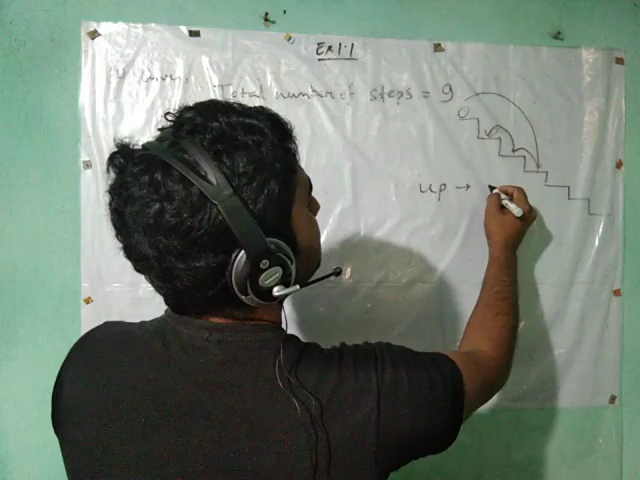 Ex 1.1
Total number of steps = 9
up →